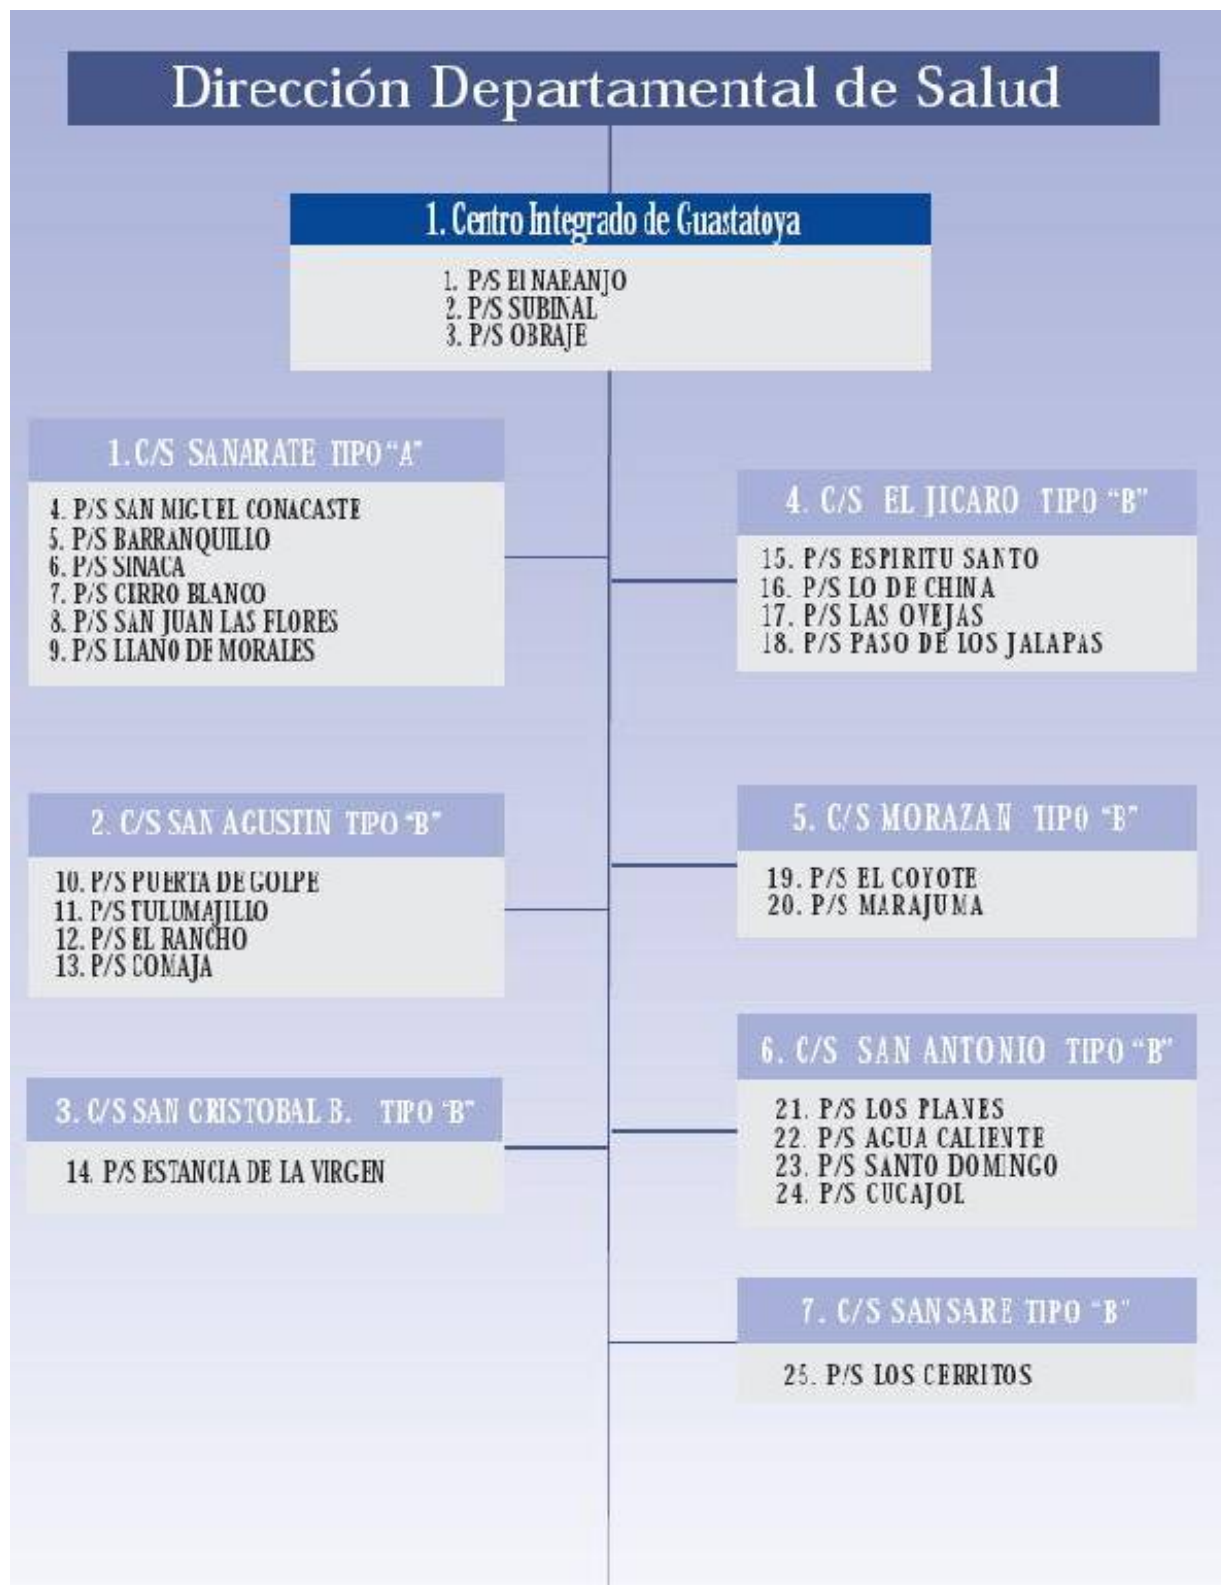 Dirección Departamental de Salud
1. Centro Integrado de Guastatoya
1. P/S El NARANJO
2. P/S SUBINAL
3. P/S OBRAJE
1. C/S SANARATE TIPO "A"
4. P/S SAN MIGUEL CONACASTE
5. P/S BARRANQUILLO
6. P/S SINACA
7. P/S CERRO BLANCO
8. P/S SAN JUAN LAS FLORES
9. P/S LLANO DE MORALES
2. C/S SAN AGUSTIN TIPO "B"
10. P/S PUERTA DE GOLPE
11. P/S TULUMAJILLO
12. P/S EL RANCHO
13. P/S COMAJA
3. C/S SAN CRISTOBAL B. TIPO "B"
14. P/S ESTANCIA DE LA VIRGEN
4. C/S EL JICARO TIPO "B"
15. P/S ESPIRITU SANTO
16. P/S LO DE CHINA
17. P/S LAS OVEJAS
18. P/S PASO DE LOS JALAPAS
5. C/S MORAZAN TIPO "B"
19. P/S EL COYOTE
20. P/S MARAJUMA
6. C/S SAN ANTONIO TIPO "B"
21. P/S LOS PLANES
22. P/S AGUA CALIENTE
23. P/S SANTO DOMINGO
24. P/S CUCAJOL
7. C/S SANSARE TIPO "B"
25. P/S LOS CERRITOS